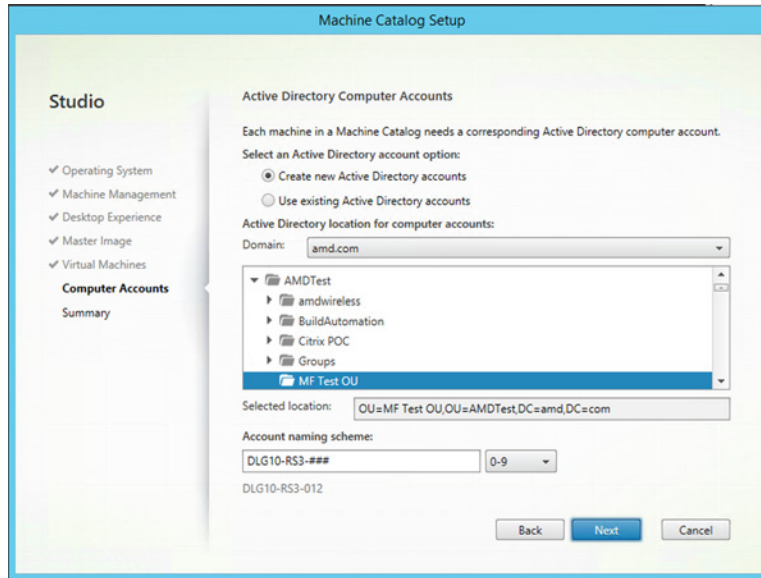 Machine Catalog Setup
Studio
Operating System
Machine Management
Desktop Experience
Master Image
Virtual Machines
Computer Accounts
Summary
Active Directory Computer Accounts
Each machine in a Machine Catalog needs a corresponding Active Directory computer account.
Select an Active Directory account option:
Create new Active Directory accounts
Use existing Active Directory accounts
Active Directory location for computer accounts:
Domain: amd.com
AMDTest
amdwireless
BuildAutomation
Citrix POC
Groups
MF Test OU
Selected location: OU=MF Test OU,OU=AMDTest,DC=amd,DC=com
Account naming scheme:
DLG10-RS3-### 0-9
DLG10-RS3-012
Back Next Cancel